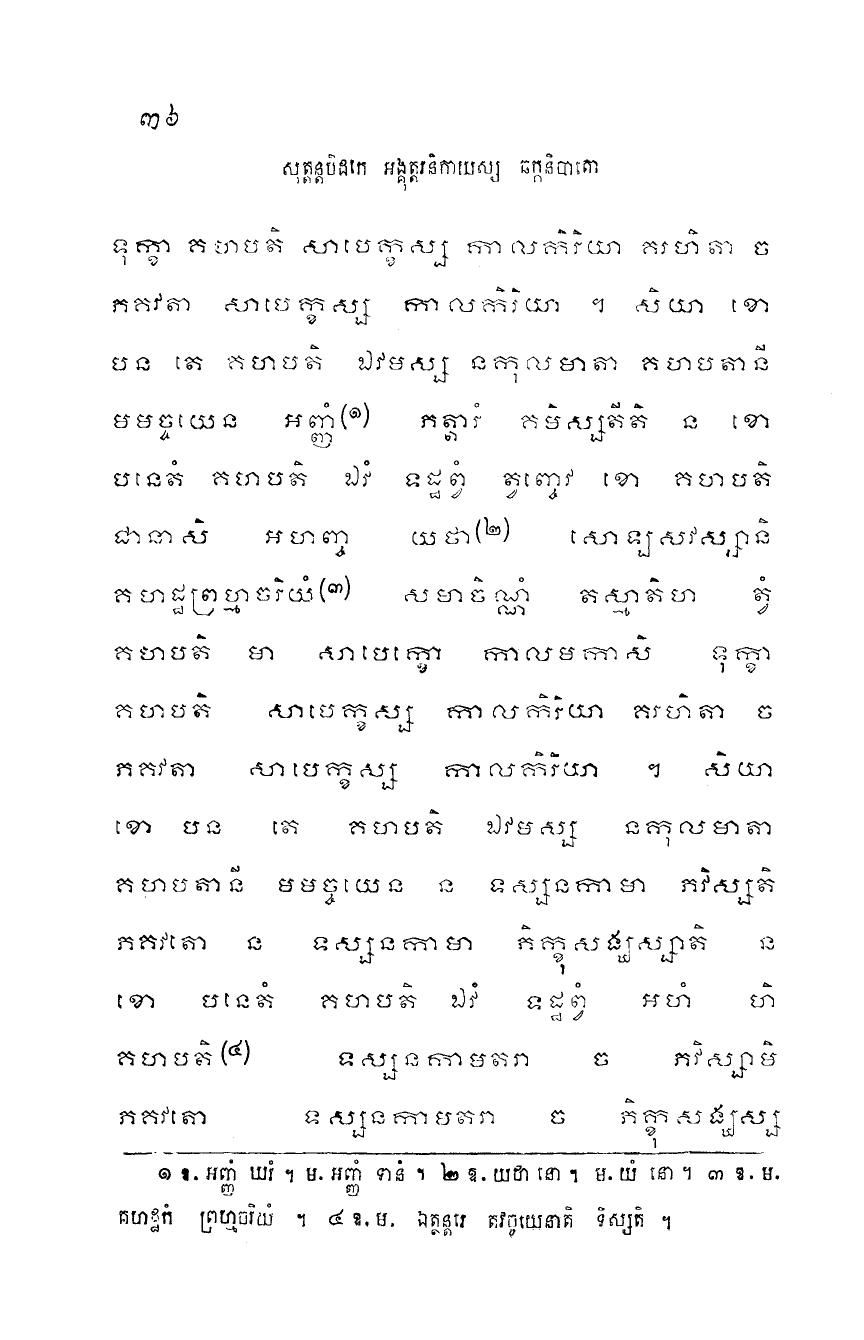 ៣៦
សុត្តន្តបិដកេ អង្គុត្តរនិកាយស្ស ឆក្កនិបាតោ
ទុក្ខា គហបតិ សាបេក្ខស្ស កាលកិរិយា គរហិតា ច
ភគវតា សាបេក្ខស្ស កាលកិរិយា ។ សិយា ខោ
បន តេ គហបតិ ឯវមស្ស នកុលមាតា គហបតានី
មមច្ចយេន អញ្ញំ(១) ភត្តារំ គមិស្សតីតិ ន ខោ
បនេតំ គហបតិ ឯវំ ទដ្ឋព្វំ ត្វញ្ចេវ ខោ គហបតិ
ជានាសិ អហញ្ច យថា(២) សោឡសវស្សានិ
គហដ្ឋព្រហ្មចរិយំ(៣) សមាចិណ្ណំ តស្មាតិហ ត្វំ
គហបតិ មា សាបេក្ខោ កាលមកាសិ ទុក្ខា
គហបតិ សាបេក្ខស្ស កាលកិរិយា គរហិតា ច
ភគវតា សាបេក្ខស្ស កាលកិរិយា ។ សិយា
ខោ បន តេ គហបតិ ឯវមស្ស នកុលមាតា
គហបតានី មមច្ចយេន ន ទស្សនកាមា ភវិស្សតិ
ភគវតោ ន ទស្សនកាមា ភិក្ខុសង្ឃស្សាតិ ន
ខោ បនេតំ គហបតិ ឯវំ ទដ្ឋព្វំ អហំ ហិ
គហបតិ(៤) ទស្សនកាមតរា ច ភវិស្សាមិ
ភគវតោ ទស្សនកាមតរា ច ភិក្ខុសង្ឃស្ស
១ ឱ. អញ្ញំ ឃរំ ។ ម. អញ្ញំ ទានំ ។ ២ ឱ. យថា នោ ។ ម. យំ នោ ។ ៣ ឱ. ម.
គហដ្ឋកំ ព្រហ្មចរិយំ ។ ៤ ឱ. ម. ឯត្ថន្តរេ តវច្ចយេនាតិ ទិស្សតិ ។